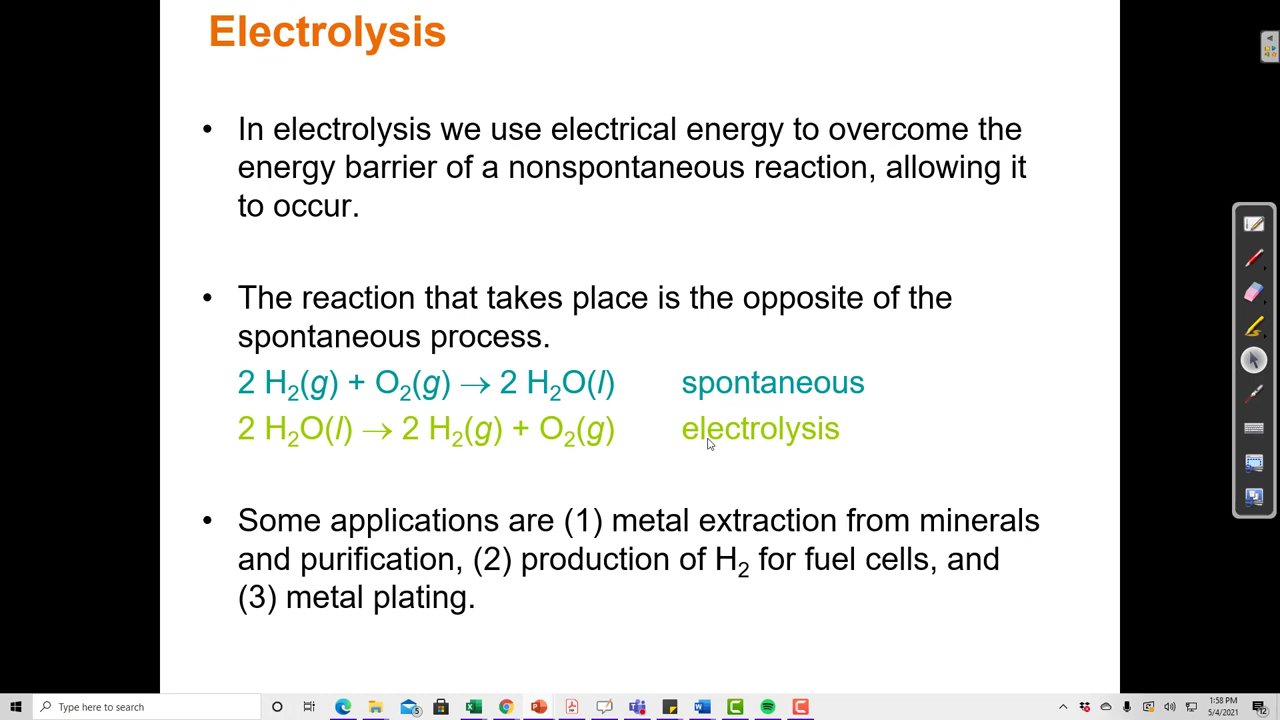 Electrolysis
• In electrolysis we use electrical energy to overcome the
energy barrier of a nonspontaneous reaction, allowing it
to occur.
• The reaction that takes place is the opposite of the
spontaneous process.
2 H₂(g) + O₂(g) → 2 H₂O(l) spontaneous
2 H₂O(l) → 2 H₂(g) + O₂(g) electrolysis
• Some applications are (1) metal extraction from minerals
and purification, (2) production of H₂ for fuel cells, and
(3) metal plating.
Type here to search
1:58 PM
5/4/2021